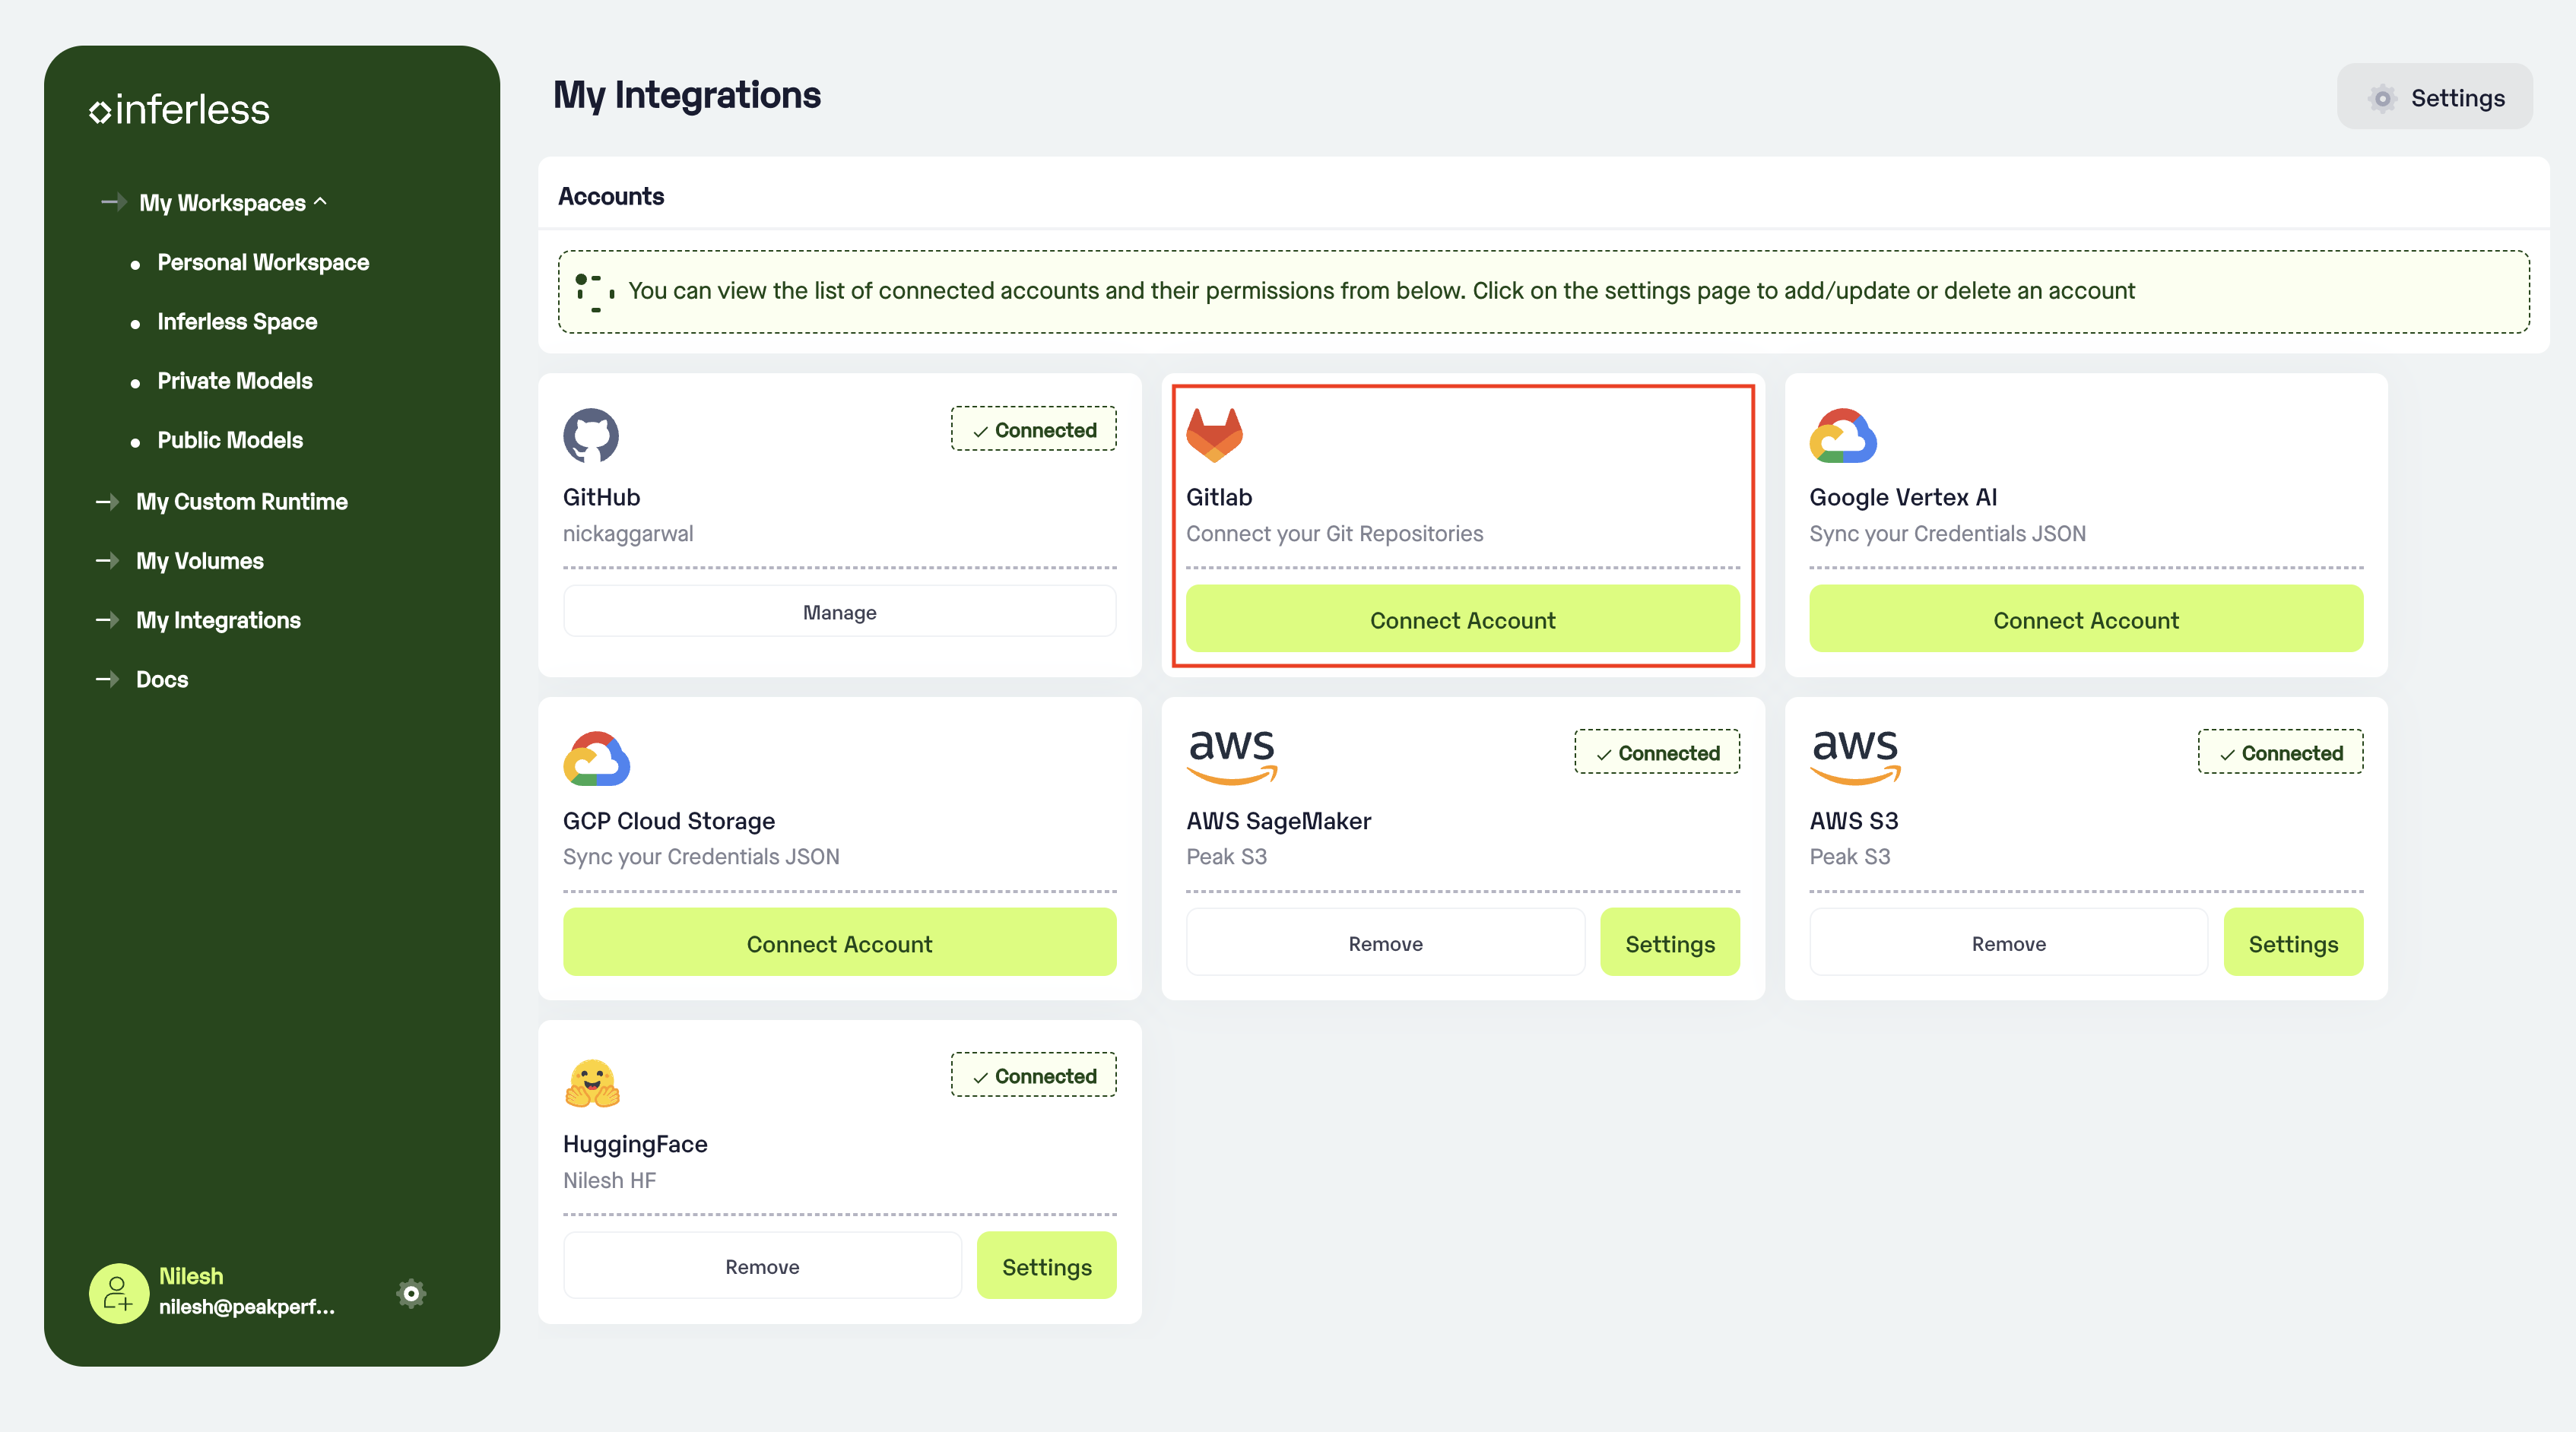 inferless
My Workspaces
Personal Workspace
Inferless Space
Private Models
Public Models
My Custom Runtime
My Volumes
My Integrations
Docs
Nilesh
nilesh@peakperf...
My Integrations
Settings
Accounts
You can view the list of connected accounts and their permissions from below. Click on the settings page to add/update or delete an account
Connected
GitHub
nickaggarwal
Manage
Gitlab
Connect your Git Repositories
Connect Account
Google Vertex AI
Sync your Credentials JSON
Connect Account
GCP Cloud Storage
Sync your Credentials JSON
Connect Account
aws
Connected
AWS SageMaker
Peak S3
Remove
Settings
aws
Connected
AWS S3
Peak S3
Remove
Settings
Connected
HuggingFace
Nilesh HF
Remove
Settings